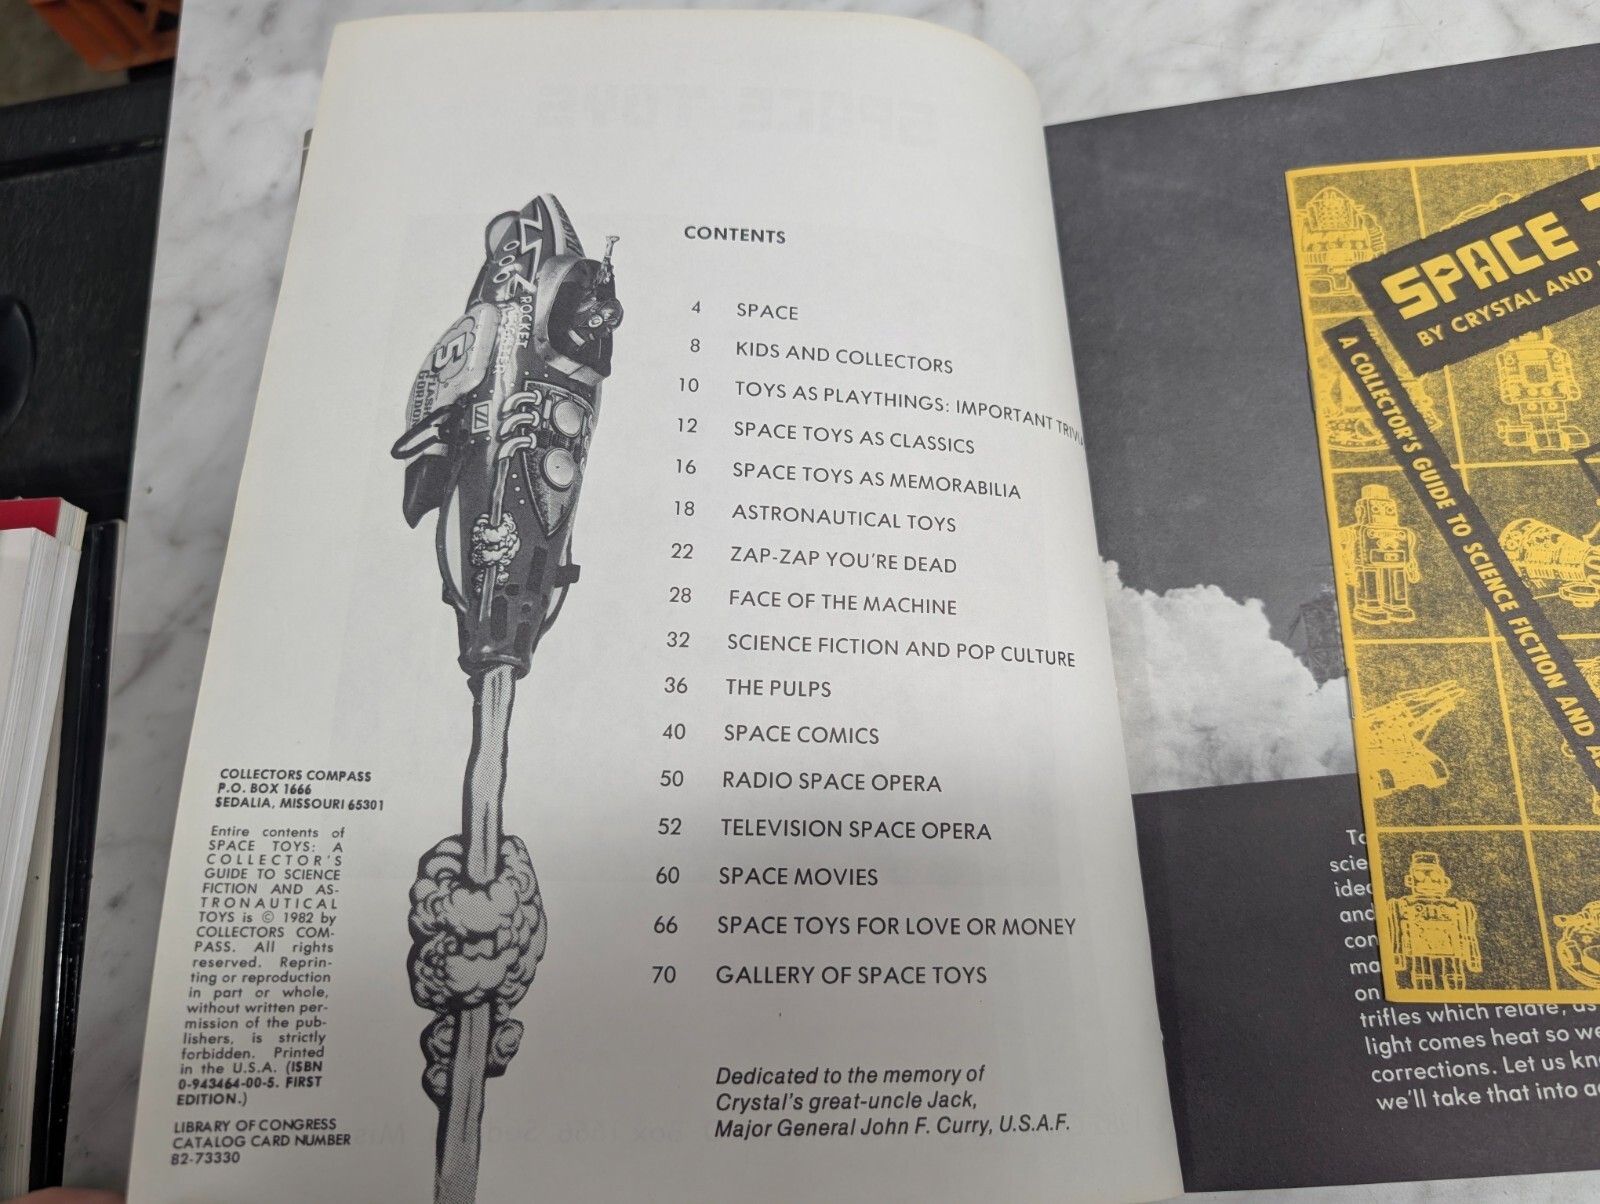 CONTENTS
4 SPACE
8 KIDS AND COLLECTORS
10 TOYS AS PLAYTHINGS: IMPORTANT
12 SPACE TOYS AS CLASSICS
16 SPACE TOYS AS MEMORABILIA
18 ASTRONAUTICAL TOYS
22 ZAP-ZAP YOU'RE DEAD
28 FACE OF THE MACHINE
32 SCIENCE FICTION AND POP CULTURE
36 THE PULPS
40 SPACE COMICS
50 RADIO SPACE OPERA
52 TELEVISION SPACE OPERA
60 SPACE MOVIES
66 SPACE TOYS FOR LOVE OR MONEY
70 GALLERY OF SPACE TOYS
Dedicated to the memory of
Crystal's great-uncle Jack,
Major General John F. Curry, U.S.A.F.
ROCKET
FIGHTER
5
FLASH
GORDON
COLLECTORS COMPASS
P.O. BOX 1666
SEDALIA, MISSOURI 65301
Entire contents of
SPACE TOYS: A
COLLECTOR'S
GUIDE TO SCIENCE
FICTION AND AS-
TRONAUTICAL
TOYS is © 1982 by
COLLECTORS COM-
PASS. All rights
reserved. Reprin-
ting or reproduction
in part or whole,
without written per-
mission of the pub-
lishers, is strictly
forbidden. Printed
in the U.S.A. (ISBN
0-943464-00-5. FIRST
EDITION.)
LIBRARY OF CONGRESS
CATALOG CARD NUMBER
82-73330
SPACE
BY CRYSTAL AND
A COLLECTOR'S GUIDE TO SCIENCE FICTION AND
and
on
trifles which relate, as
light comes heat so we
corrections. Let us
we'll take that into